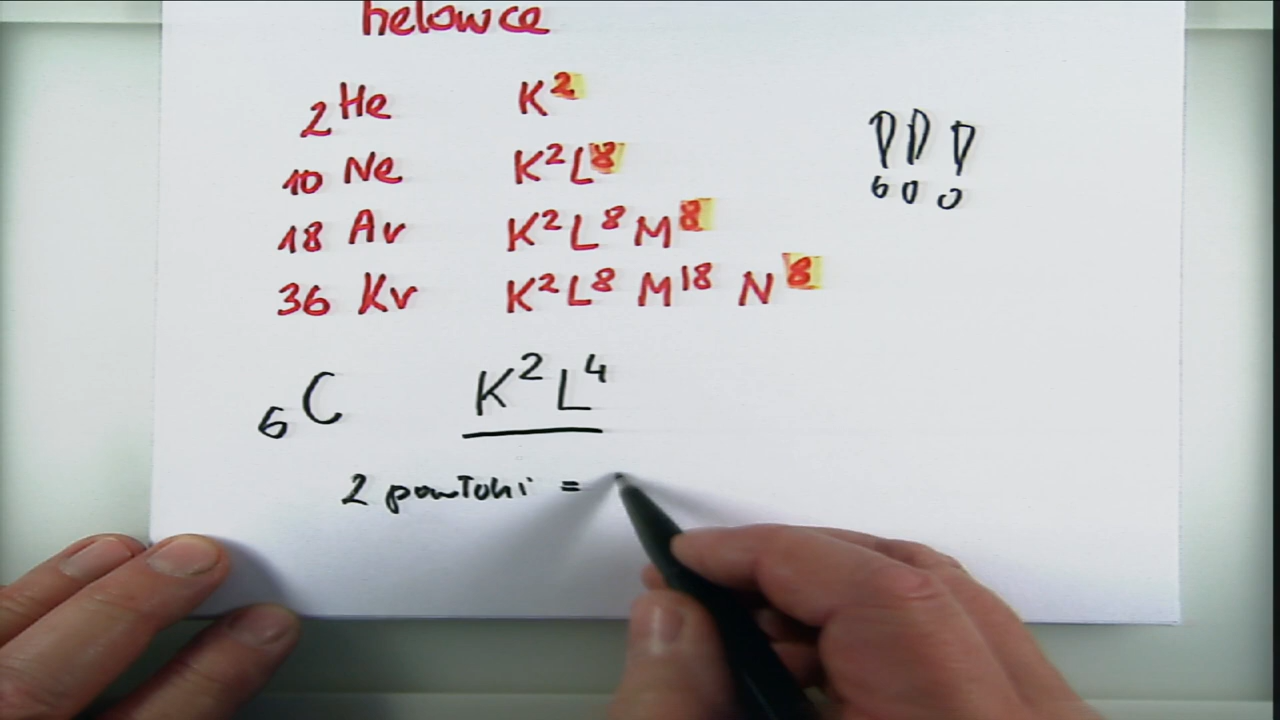 helowce
2He K²
10 Ne K²L⁸
18 Ar K²L⁸M⁸
36 Kr K²L⁸ M¹⁸ N⁸
6C K²L⁴
2 powłoki =